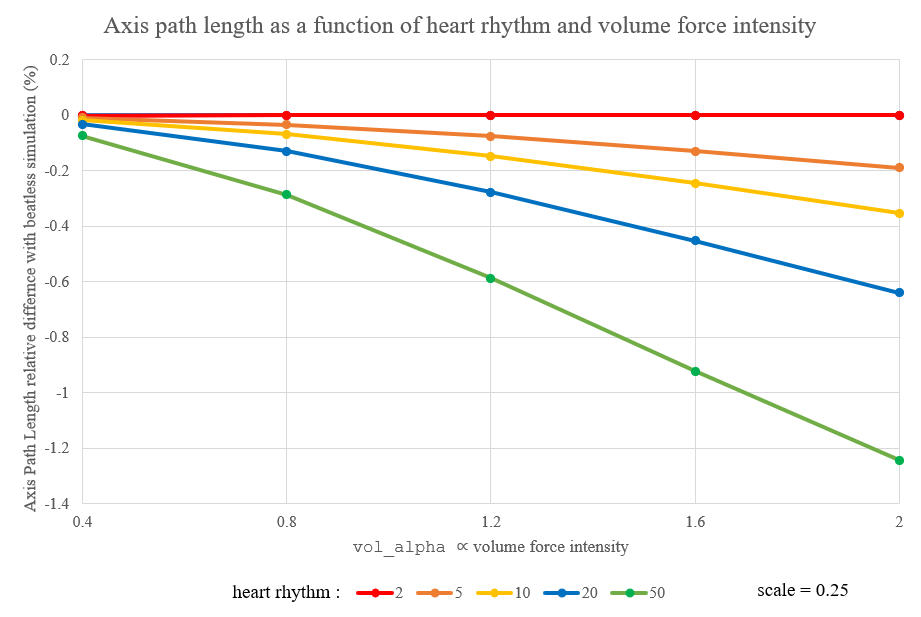 Axis path length as a function of heart rhythm and volume force intensity
Axis Path Length relative differnce with beatless simulation (%)
0.2
0
-0.2
-0.4
-0.6
-0.8
-1
-1.2
-1.4
0.4 0.8 1.2 1.6 2
vol_alpha ∝ volume force intensity
heart rhythm : 2 5 10 20 50 scale = 0.25